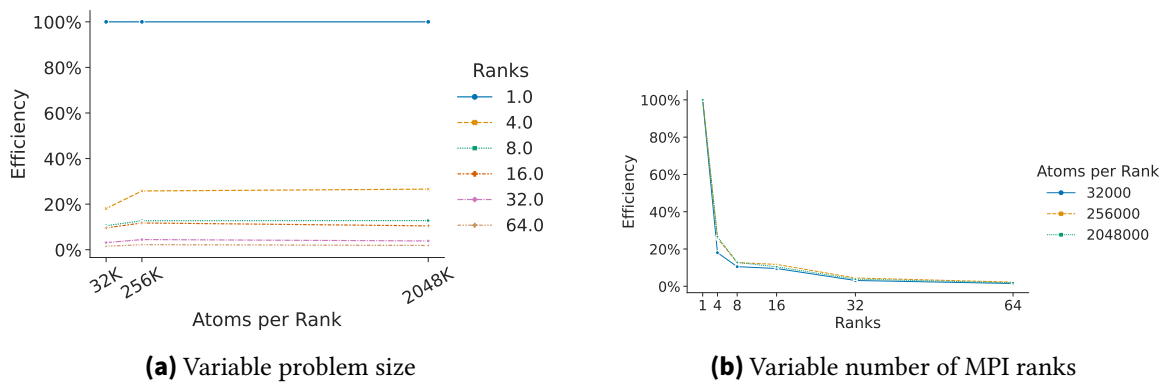 100%
80%
60%
40%
20%
0%
Efficiency
32K
256K
2048K
Atoms per Rank
Ranks
1.0
4.0
8.0
16.0
32.0
64.0
(a) Variable problem size
100%
80%
60%
40%
20%
0%
Efficiency
1 4 8 16 32 64
Ranks
Atoms per Rank
32000
256000
2048000
(b) Variable number of MPI ranks